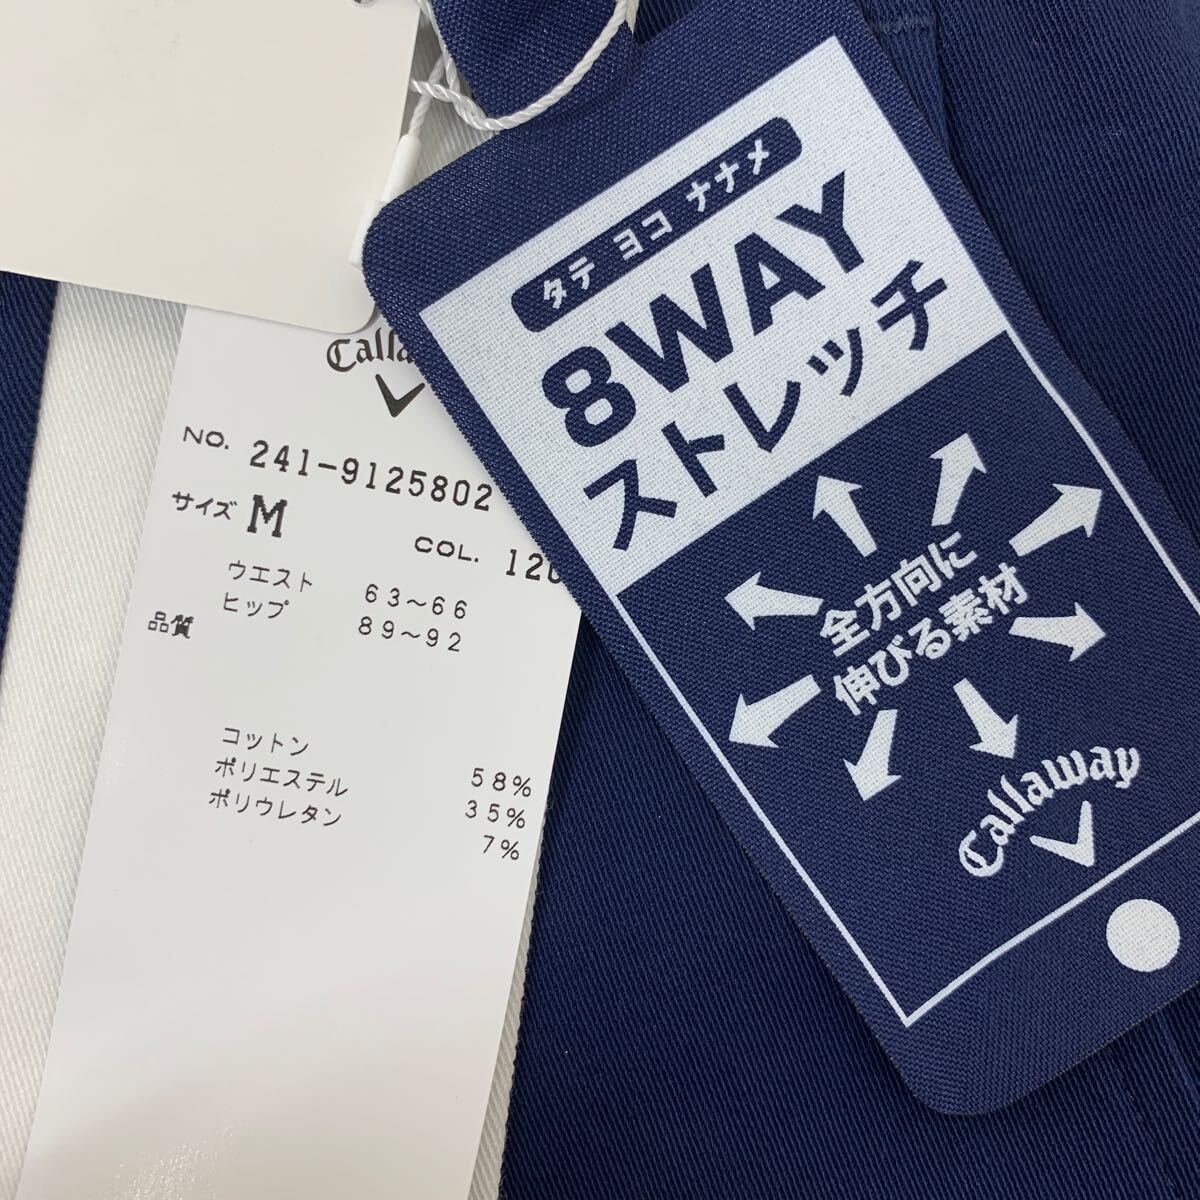 NO. 241-9125802
サイズ M
COL.
ウエスト 63~66
ヒップ 89~92
品質
コットン 58%
ポリエステル 35%
ポリウレタン 7%
タテ ヨコ ナナメ
8WAY
ストレッチ
全方向に
伸びる素材
Callaway